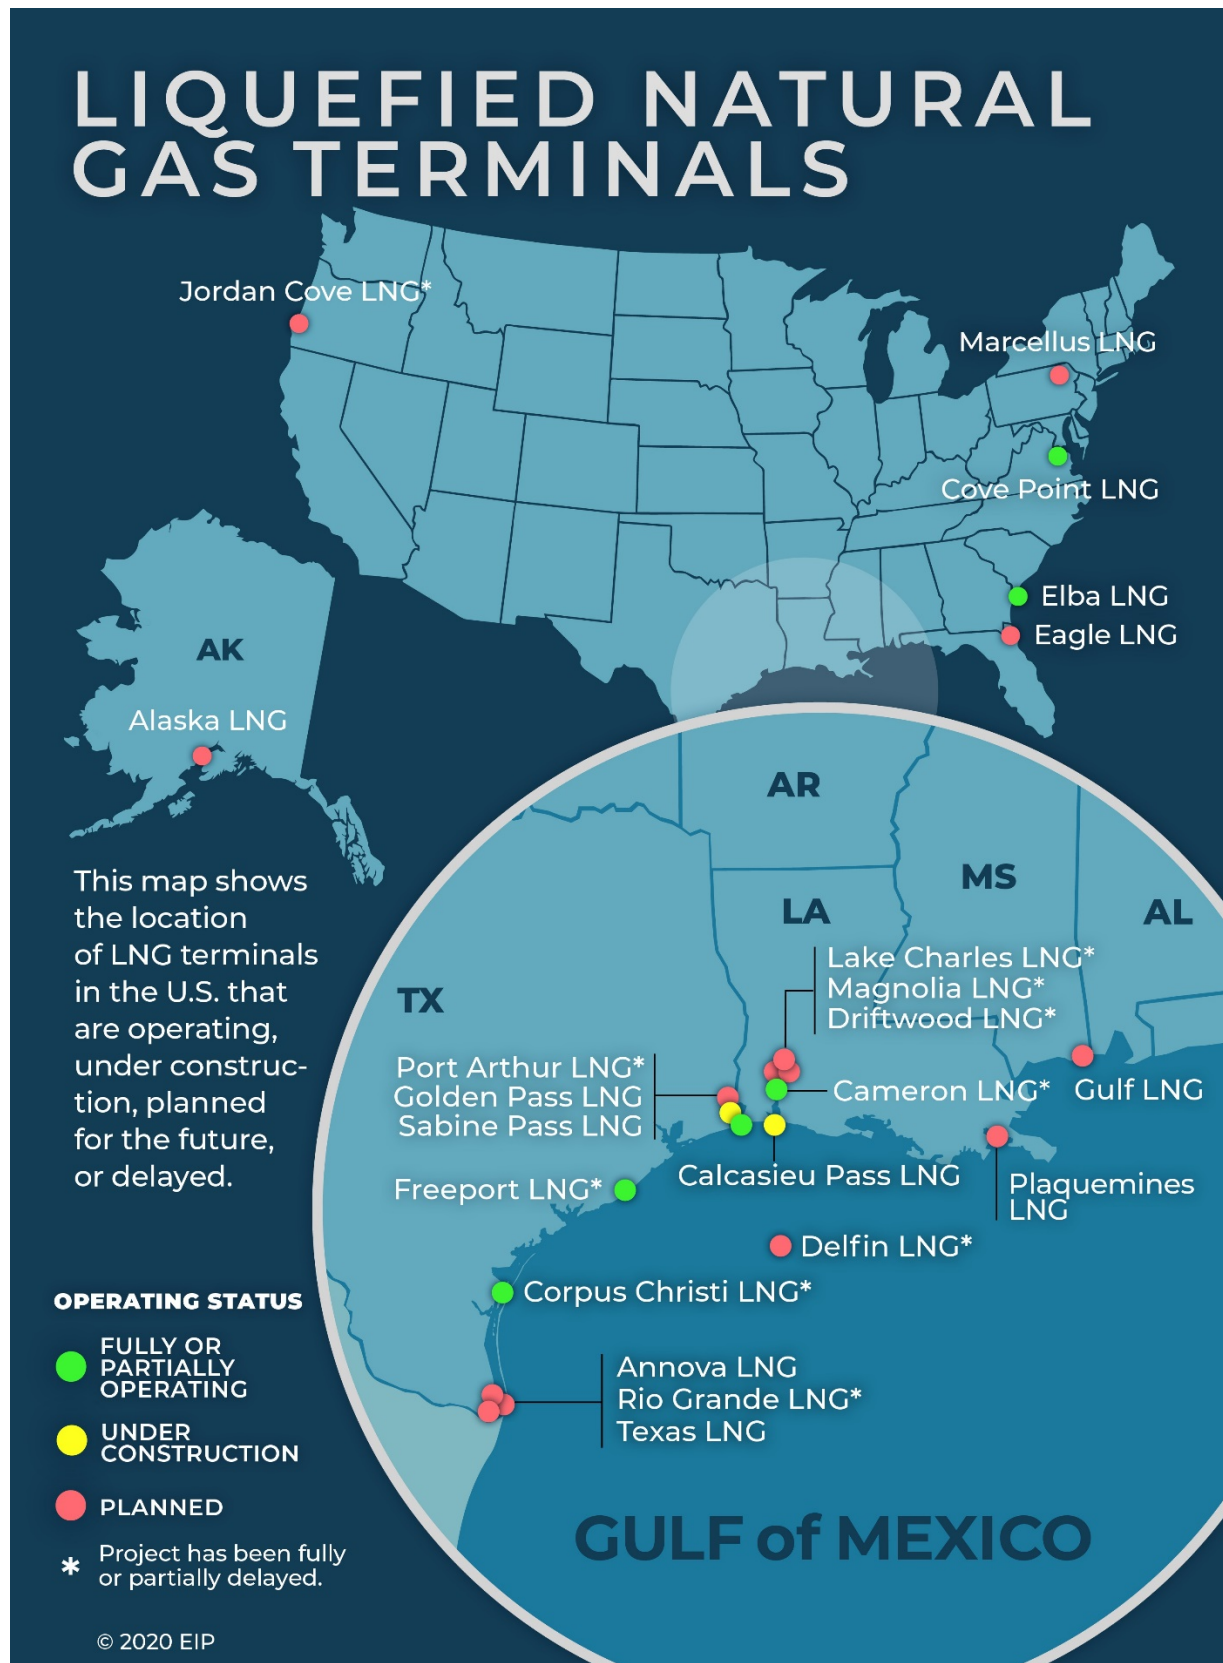 LIQUEFIED NATURAL
GAS TERMINALS
Jordan Cove LNG*
Marcellus LNG
Cove Point LNG
Elba LNG
Eagle LNG
AK
Alaska LNG
This map shows
the location
of LNG terminals
in the U.S. that
are operating,
under construc-
tion, planned
for the future,
or delayed.
AR
MS
LA
AL
TX
Lake Charles LNG*
Magnolia LNG*
Driftwood LNG*
Port Arthur LNG*
Golden Pass LNG
Sabine Pass LNG
Cameron LNG*
Gulf LNG
Calcasieu Pass LNG
Plaquemines
LNG
Freeport LNG*
Delfin LNG*
Corpus Christi LNG*
Annova LNG
Rio Grande LNG*
Texas LNG
GULF of MEXICO
OPERATING STATUS
FULLY OR
PARTIALLY
OPERATING
UNDER
CONSTRUCTION
PLANNED
* Project has been fully
or partially delayed.
© 2020 EIP